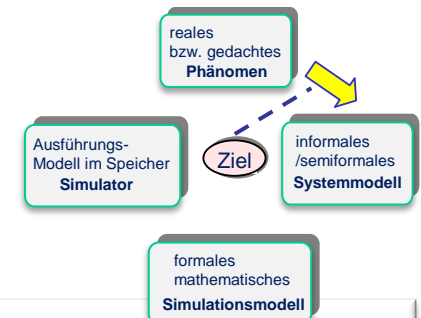 reales
bzw. gedachtes
Phänomen
Ausführungs-
Modell im Speicher
Simulator
Ziel
informales
/semiformales
Systemmodell
formales
mathematisches
Simulationsmodell